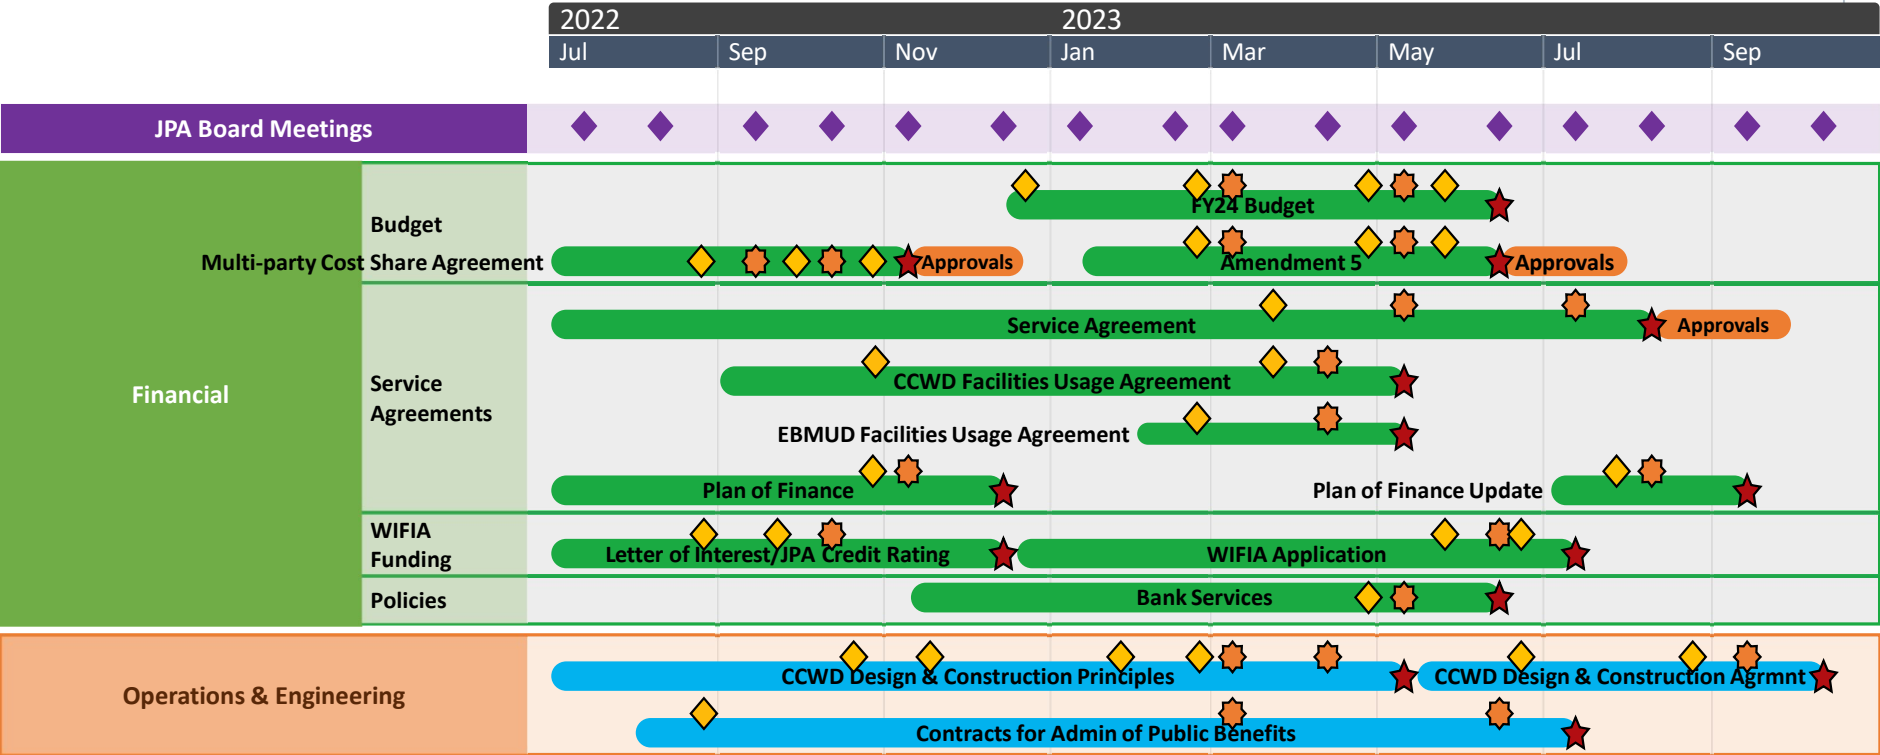 2022 2023
Jul Sep Nov Jan Mar May Jul Sep
JPA Board Meetings
Financial
Budget
FY24 Budget
Multi-party Cost Share Agreement Approvals Amendment 5 Approvals
Service
Agreements
Service Agreement Approvals
CCWD Facilities Usage Agreement
EBMUD Facilities Usage Agreement
Plan of Finance Plan of Finance Update
WIFIA
Funding
Letter of Interest/JPA Credit Rating WIFIA Application
Policies
Bank Services
Operations & Engineering
CCWD Design & Construction Principles CCWD Design & Construction Agrmnt
Contracts for Admin of Public Benefits